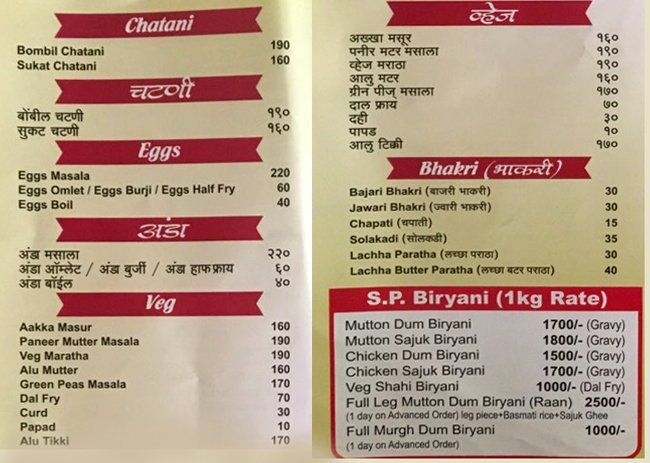 Chatani
Bombil Chatani 190
Sukat Chatani 160
चटणी
बोंबील चटणी १९०
सुकट चटणी १६०
Eggs
Eggs Masala 220
Eggs Omlet / Eggs Burji / Eggs Half Fry 60
Eggs Boil 40
अंडा
अंडा मसाला २२०
अंडा ऑम्लेट / अंडा बुर्जी / अंडा हाफ फ्राय ६०
अंडा बॉईल ४०
Veg
Aakka Masur 160
Paneer Mutter Masala 190
Veg Maratha 190
Alu Mutter 160
Green Peas Masala 170
Dal Fry 70
Curd 30
Papad 10
Alu Tikki 170
व्हेज
अख्खा मसूर १६०
पनीर मटर मसाला १९०
व्हेज मराठा १९०
आलु मटर १६०
ग्रीन पीज् मसाला १७०
दाल फ्राय ७०
दही ३०
पापड १०
आलु टिक्की १७०
Bhakri (भाकरी)
Bajari Bhakri (बाजरी भाकरी) 30
Jawari Bhakri (ज्वारी भाकरी) 30
Chapati (चपाती) 15
Solakadi (सोलकडी) 35
Lachha Paratha (लच्छा पराठा) 30
Lachha Butter Paratha (लच्छा बटर पराठा) 40
S.P. Biryani (1kg Rate)
Mutton Dum Biryani 1700/- (Gravy)
Mutton Sajuk Biryani 1800/- (Gravy)
Chicken Dum Biryani 1500/- (Gravy)
Chicken Sajuk Biryani 1700/- (Gravy)
Veg Shahi Biryani 1000/- (Dal Fry)
Full Leg Mutton Dum Biryani (Raan) 2500/-
(1 day on Advanced Order) leg piece+Basmati rice+Sajuk Ghee
Full Murgh Dum Biryani 1000/-
(1 day on Advanced Order)